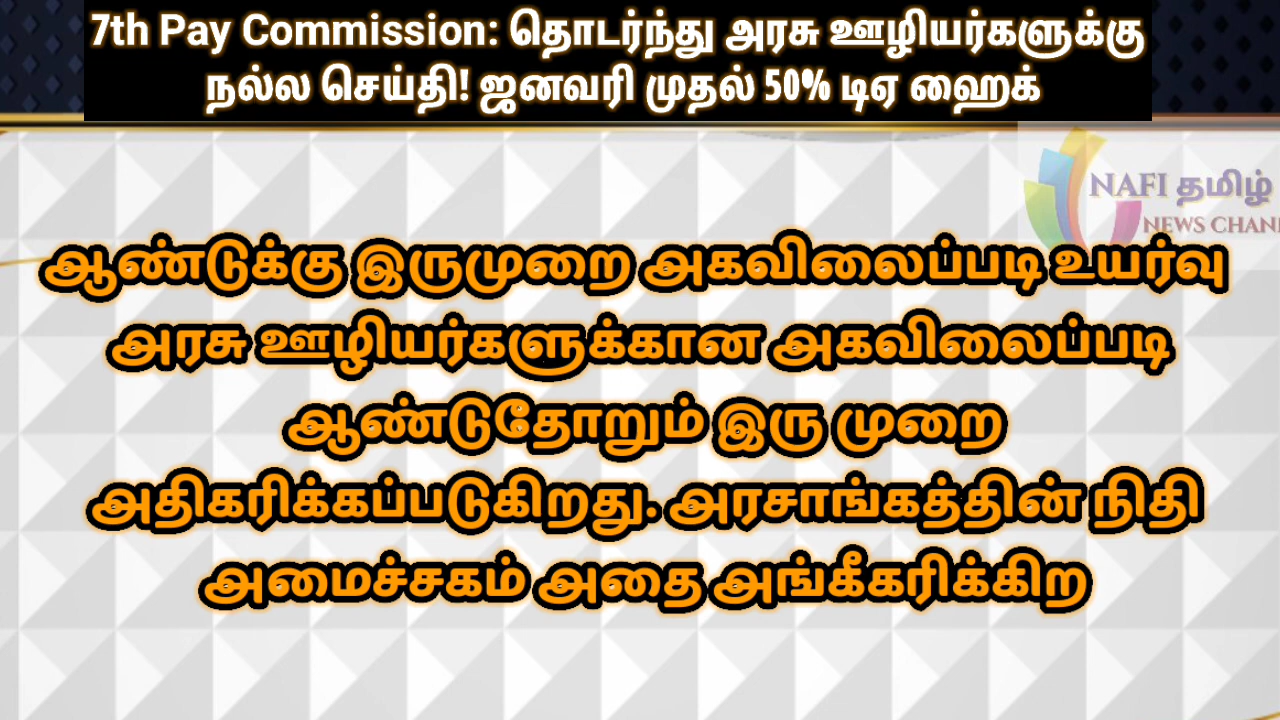 7th Pay Commission: தொடர்ந்து அரசு ஊழியர்களுக்கு
நல்ல செய்தி! ஜனவரி முதல் 50% டிஏ ஹைக்
NAFI தமிழ்
NEWS CHAN
ஆண்டுக்கு இருமுறை அகவிலைப்படி உயர்வு
அரசு ஊழியர்களுக்கான அகவிலைப்படி
ஆண்டுதோறும் இரு முறை
அதிகரிக்கப்படுகிறது. அரசாங்கத்தின் நிதி
அமைச்சகம் அதை அங்கீகரிக்கிற